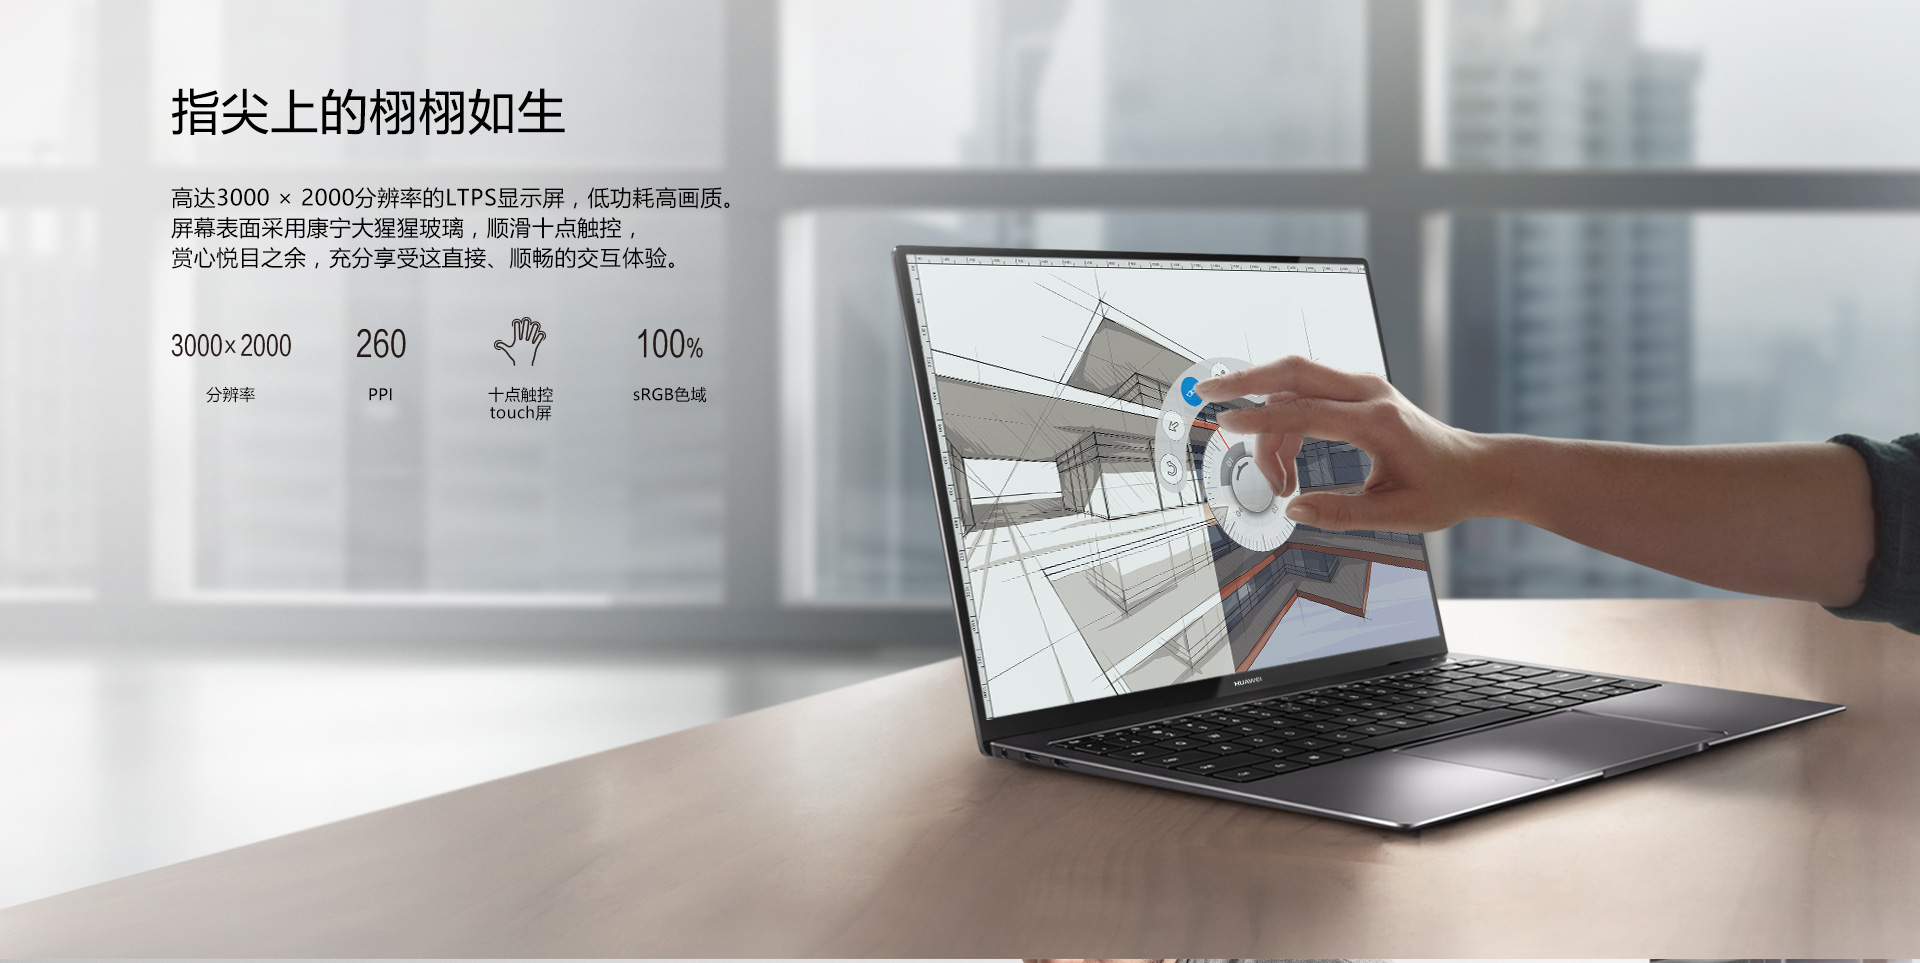 指尖上的栩栩如生
高达3000 × 2000分辨率的LTPS显示屏，低功耗高画质。
屏幕表面采用康宁大猩猩玻璃，顺滑十点触控，
赏心悦目之余，充分享受这直接、顺畅的交互体验。
3000×2000
分辨率
260
PPI
十点触控
touch屏
100%
sRGB色域
HUAWEI